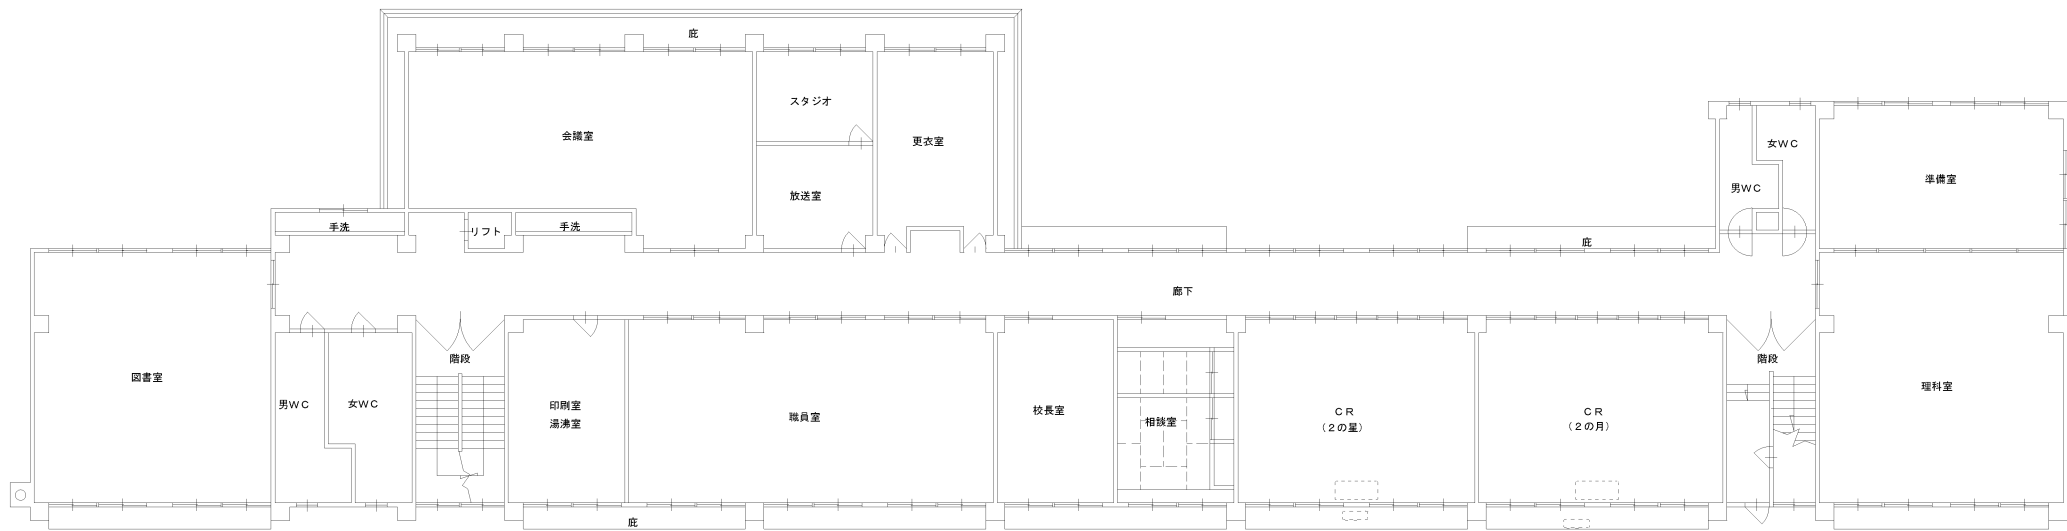 庇
スタジオ
会議室
更衣室
女WC
準備室
男WC
放送室
手洗
リフト
手洗
庇
廊下
階段
階段
図書室
理科室
男WC
女WC
印刷室
湯沸室
職員室
校長室
相談室
CR
(2の星)
CR
(2の月)
庇